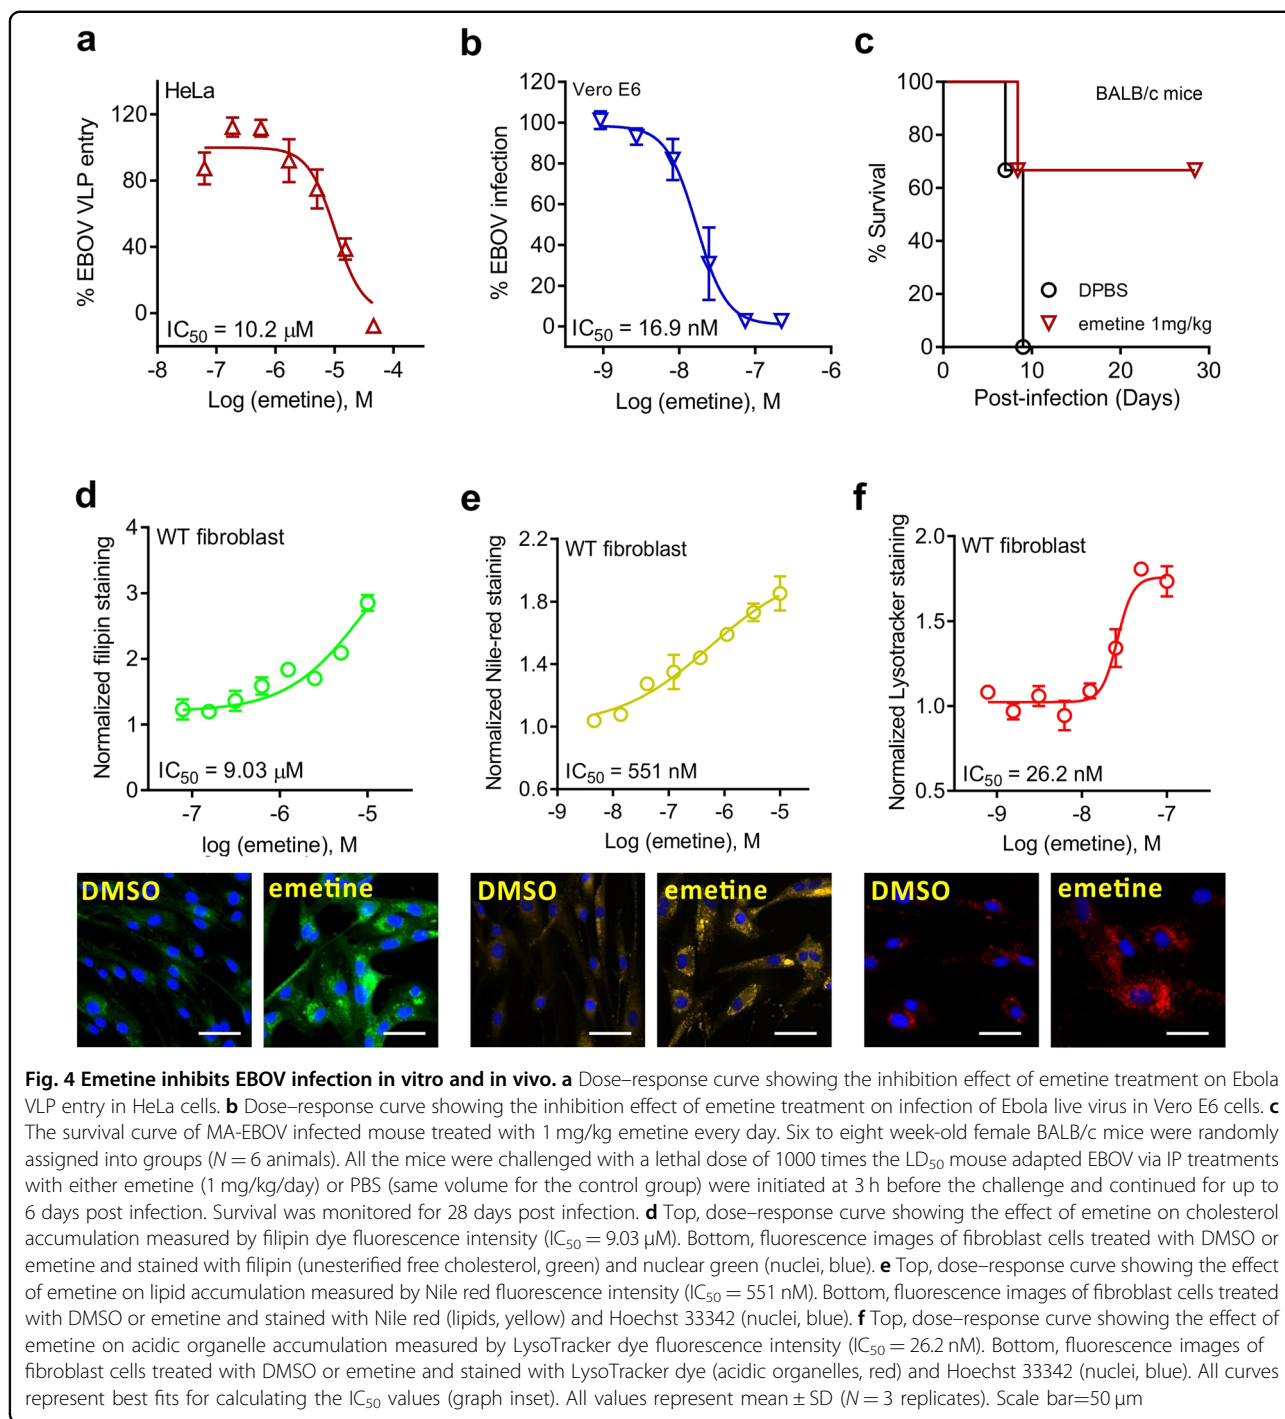 a
HeLa
% EBOV VLP entry
120
80
40
0
IC50 = 10.2 μM
-8 -7 -6 -5 -4
Log (emetine), M
b
Vero E6
% EBOV infection
120
100
80
60
40
20
0
IC50 = 16.9 nM
-9 -8 -7 -6
Log (emetine), M
c
BALB/c mice
% Survival
100
80
60
40
20
0
DPBS
emetine 1mg/kg
0 10 20 30
Post-infection (Days)
d
WT fibroblast
Normalized filipin staining
4
3
2
1
0
IC50 = 9.03 μM
-7 -6 -5
log (emetine), M
DMSO
emetine
e
WT fibroblast
Normalized Nile-red staining
2.2
1.8
1.4
1.0
0.6
IC50 = 551 nM
-9 -8 -7 -6 -5
Log (emetine), M
DMSO
emetine
f
WT fibroblast
Normalized Lysotracker staining
2.0
1.5
1.0
0.5
IC50 = 26.2 nM
-9 -8 -7
Log (emetine), M
DMSO
emetine
Fig. 4 Emetine inhibits EBOV infection in vitro and in vivo. a Dose–response curve showing the inhibition effect of emetine treatment on Ebola
VLP entry in HeLa cells. b Dose–response curve showing the inhibition effect of emetine treatment on infection of Ebola live virus in Vero E6 cells. c
The survival curve of MA-EBOV infected mouse treated with 1 mg/kg emetine every day. Six to eight week-old female BALB/c mice were randomly
assigned into groups (N = 6 animals). All the mice were challenged with a lethal dose of 1000 times the LD50 mouse adapted EBOV via IP treatments
with either emetine (1 mg/kg/day) or PBS (same volume for the control group) were initiated at 3 h before the challenge and continued for up to
6 days post infection. Survival was monitored for 28 days post infection. d Top, dose–response curve showing the effect of emetine on cholesterol
accumulation measured by filipin dye fluorescence intensity (IC50 = 9.03 μM). Bottom, fluorescence images of fibroblast cells treated with DMSO or
emetine and stained with filipin (unesterified free cholesterol, green) and nuclear green (nuclei, blue). e Top, dose–response curve showing the effect
of emetine on lipid accumulation measured by Nile red fluorescence intensity (IC50 = 551 nM). Bottom, fluorescence images of fibroblast cells treated
with DMSO or emetine and stained with Nile red (lipids, yellow) and Hoechst 33342 (nuclei, blue). f Top, dose–response curve showing the effect of
emetine on acidic organelle accumulation measured by LysoTracker dye fluorescence intensity (IC50 = 26.2 nM). Bottom, fluorescence images of
fibroblast cells treated with DMSO or emetine and stained with LysoTracker dye (acidic organelles, red) and Hoechst 33342 (nuclei, blue). All curves
represent best fits for calculating the IC50 values (graph inset). All values represent mean ± SD (N = 3 replicates). Scale bar=50 μm